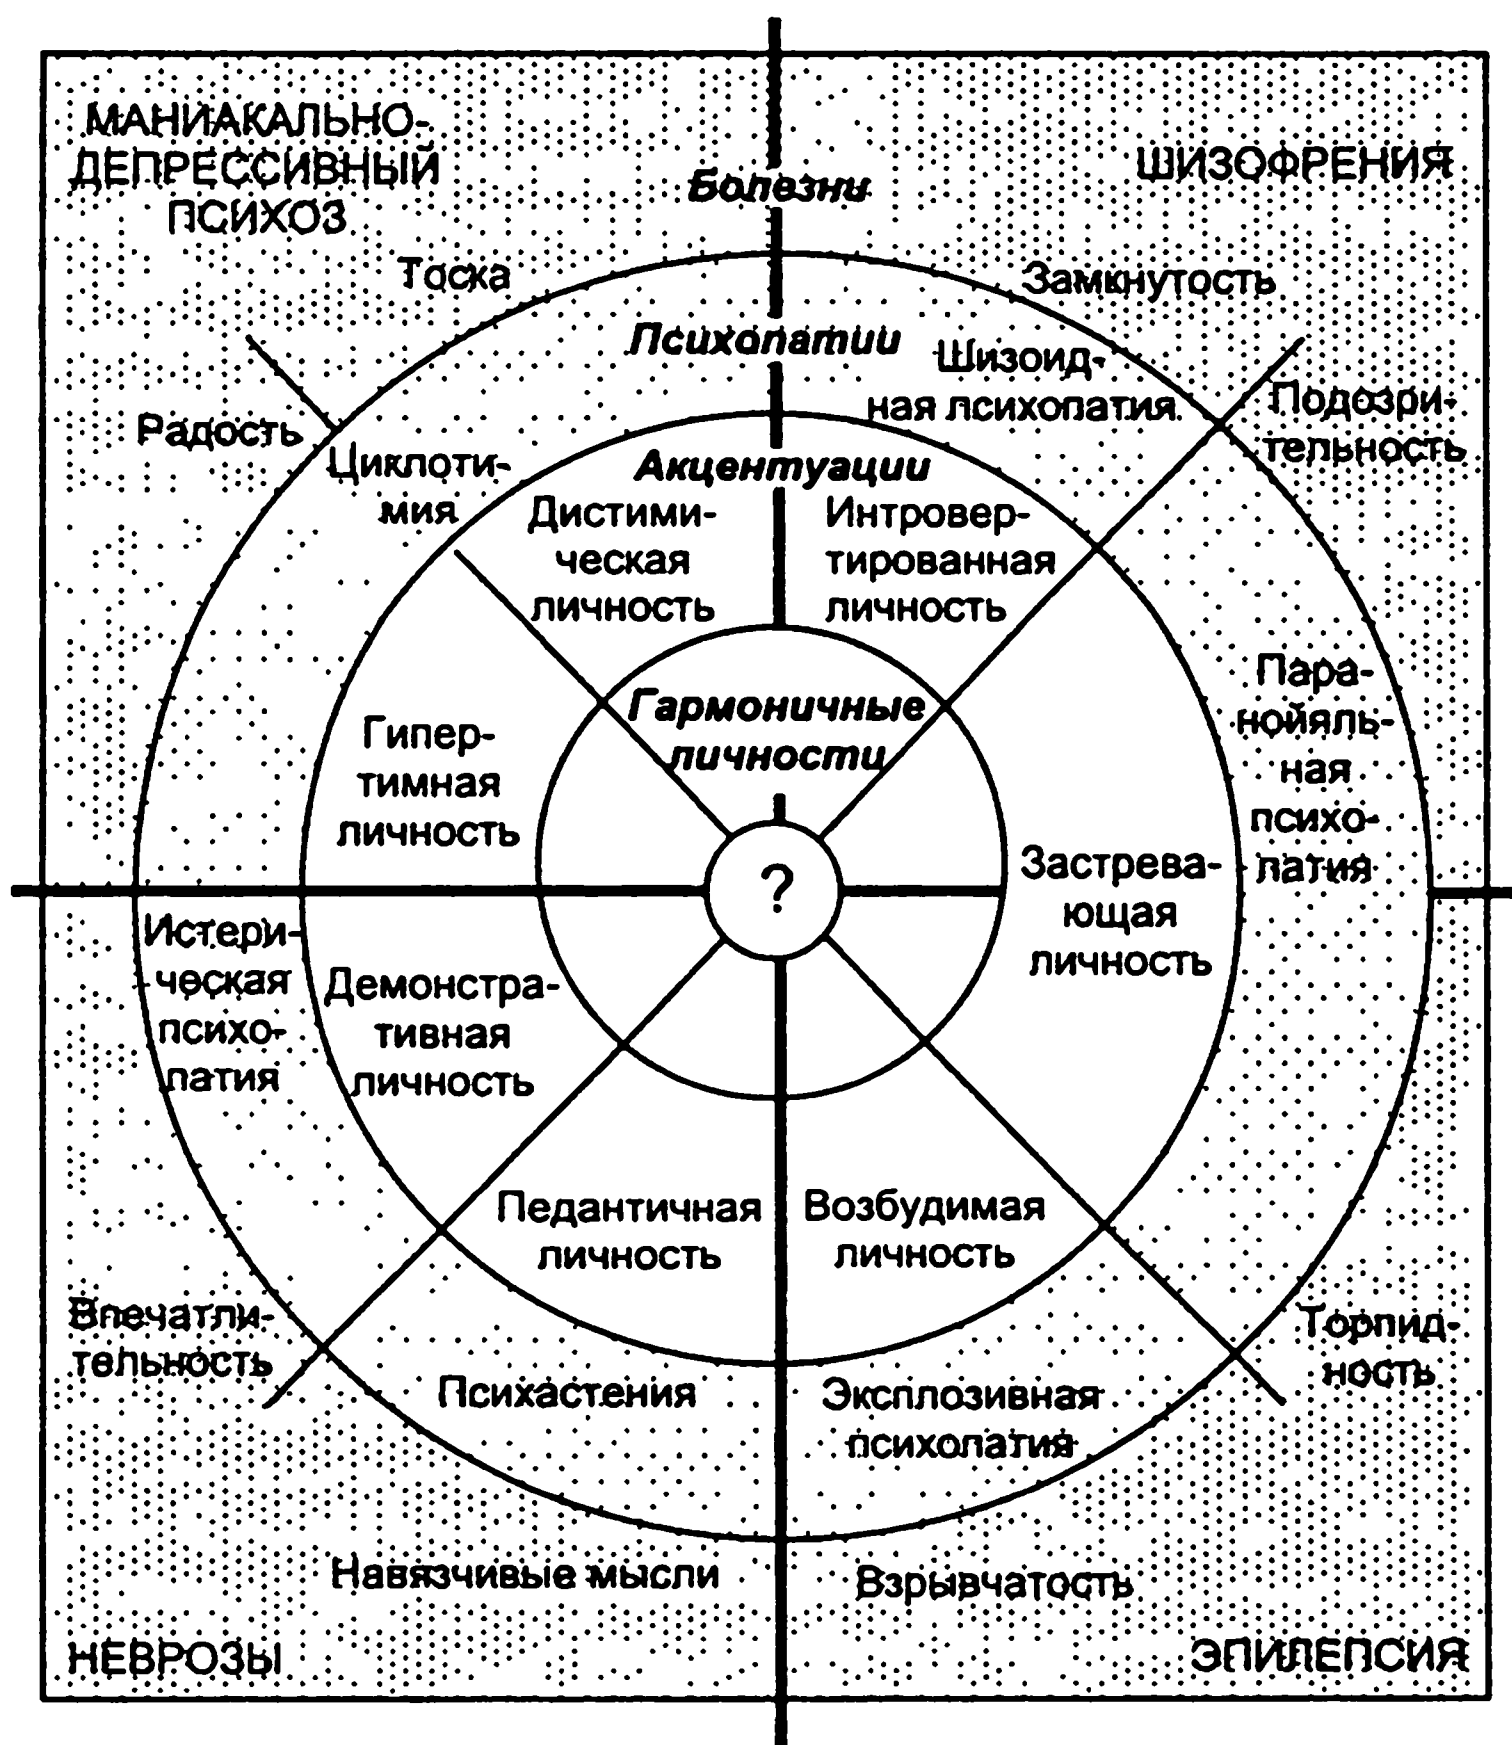 МАНИАКАЛЬНО-
ДЕПРЕССИВНЫЙ
ПСИХОЗ
Болезни
ШИЗОФРЕНИЯ
Тоска
Замкнутость
Психопатии
Шизоид-
ная психопатия
Радость
Подозри-
тельность
Циклоти-
мия
Акцентуации
Дистими-
ческая
личность
Интровер-
тированная
личность
Гармоничные
личности
Гипер-
тимная
личность
Пара-
нойяль-
ная
психо-
патия
?
Застрева-
ющая
личность
Истери-
ческая
психо-
патия
Демонстра-
тивная
личность
Педантичная
личность
Возбудимая
личность
Впечатли-
тельность
Торпид-
ность
Психастения
Эксплозивная
психопатия
Навязчивые мысли
Взрывчатость
НЕВРОЗЫ
ЭПИЛЕПСИЯ